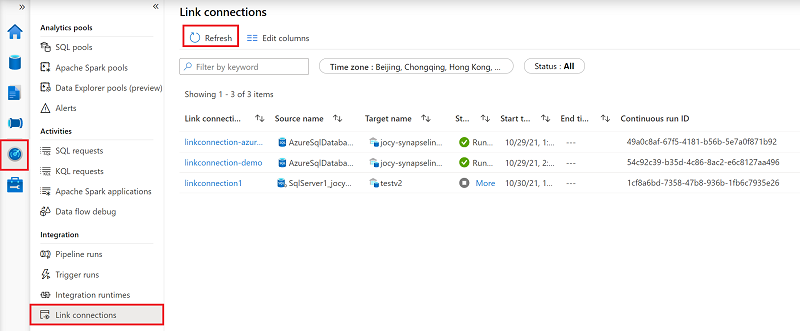 «
«
Analytics pools
SQL pools
Apache Spark pools
Data Explorer pools (preview)
Alerts
Activities
SQL requests
KQL requests
Apache Spark applications
Data flow debug
Integration
Pipeline runs
Trigger runs
Integration runtimes
Link connections
Link connections
Refresh Edit columns
Filter by keyword Time zone : Beijing, Chongqing, Hong Kong, ... Status : All
Showing 1 - 3 of 3 items
Link connecti... Source name Target name St... Start t... End ti... Continuous run ID
linkconnection-azur... AzureSqlDataba... jocy-synapselin... Run... 10/29/21, 1:... --- 49a0c8af-67f5-4181-b56b-5e7a0f871b92
linkconnection-demo AzureSqlDataba... jocy-synapselin... Run... 10/29/21, 2:... --- 54c92c39-b35d-4c86-8ac2-e6c8127aa496
linkconnection1 SqlServer1_jocy... testv2 More 10/30/21, 1:... --- 1cf8a6bd-7358-47b8-936b-1fb6c7935e26